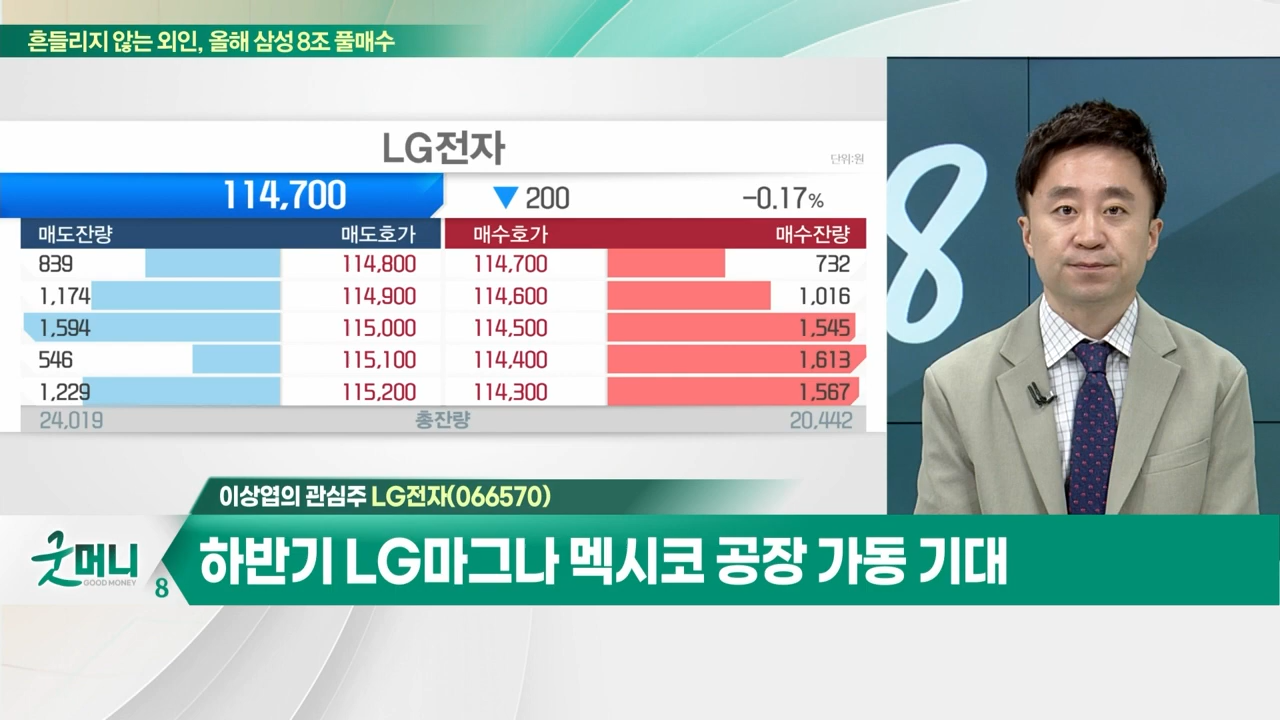 흔들리지 않는 외인, 올해 삼성 8조 풀매수
LG전자
단위:원
114,700 ▼ 200 -0.17%
매도잔량 매도호가 매수호가 매수잔량
839 114,800 114,700 732
1,174 114,900 114,600 1,016
1,594 115,000 114,500 1,545
546 115,100 114,400 1,613
1,229 115,200 114,300 1,567
24,019 총잔량 20,442
8
이상엽의 관심주 LG전자(066570)
굿머니
GOOD MONEY
8
하반기 LG마그나 멕시코 공장 가동 기대